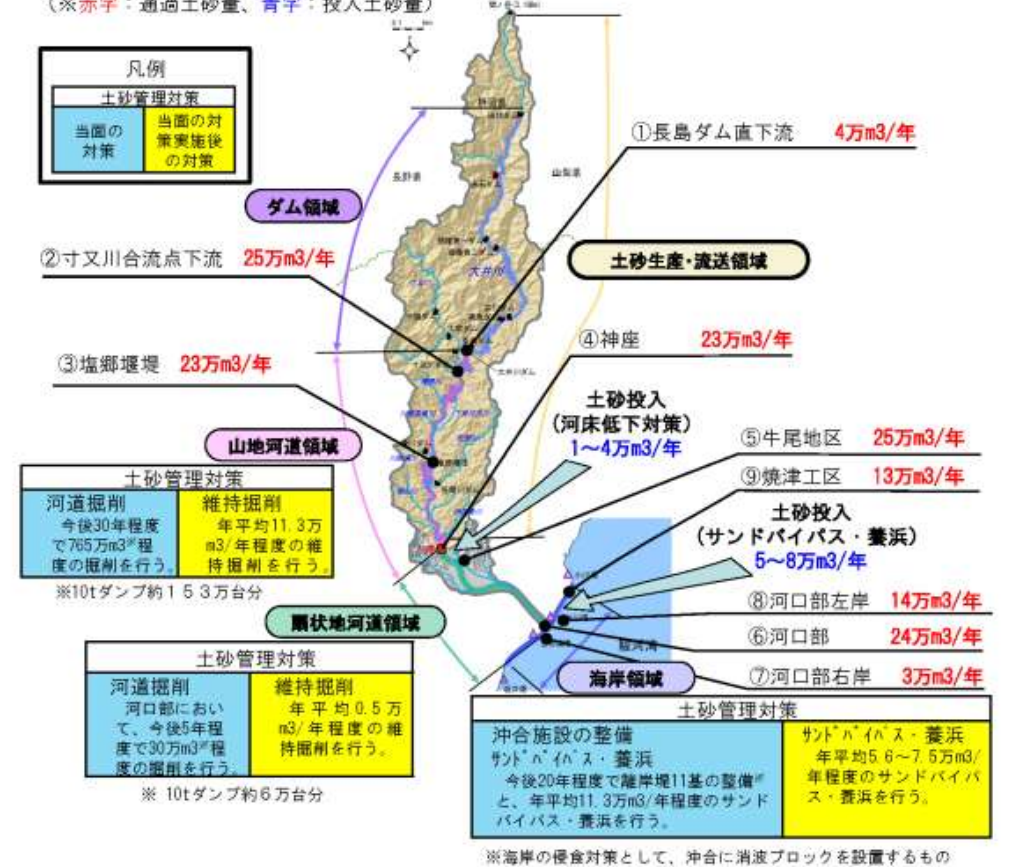 (※赤字：通過土砂量、青字：投入土砂量)
凡例
土砂管理対策
当面の
対策
当面の対
策実施後
の対策
長野県
山梨県
①長島ダム直下流 4万m3/年
ダム領域
②寸又川合流点下流 25万m3/年
土砂生産・流送領域
大井川
③塩郷堰堤 23万m3/年
④神座 23万m3/年
大井川ダム
土砂投入
(河床低下対策)
1～4万m3/年
⑤牛尾地区 25万m3/年
⑨焼津工区 13万m3/年
山地河道領域
土砂管理対策
河道掘削
今後30年程度
で765万m3※程
度の掘削を行う。
維持掘削
年平均11.3万
m3/年程度の維
持掘削を行う。
※10tダンプ約１５３万台分
土砂投入
(サンドバイパス・養浜)
5～8万m3/年
扇状地河道領域
⑧河口部左岸 14万m3/年
⑥河口部 24万m3/年
駿河湾
海岸領域
⑦河口部右岸 3万m3/年
土砂管理対策
河道掘削
河口部におい
て、今後5年程
度で30万m3※程
度の掘削を行う。
維持掘削
年平均0.5万
m3/年程度の維
持掘削を行う。
※ 10tダンプ約６万台分
土砂管理対策
沖合施設の整備
ｻﾝﾄﾞﾊﾞｲﾊﾟｽ・養浜
今後20年程度で離岸堤11基の整備※
と、年平均11.3万m3/年程度のサンド
バイパス・養浜を行う。
ｻﾝﾄﾞﾊﾞｲﾊﾟｽ・養浜
年平均5.6～7.5万m3/
年程度のサンドバイパ
ス・養浜を行う。
※海岸の侵食対策として、沖合に消波ブロックを設置するもの